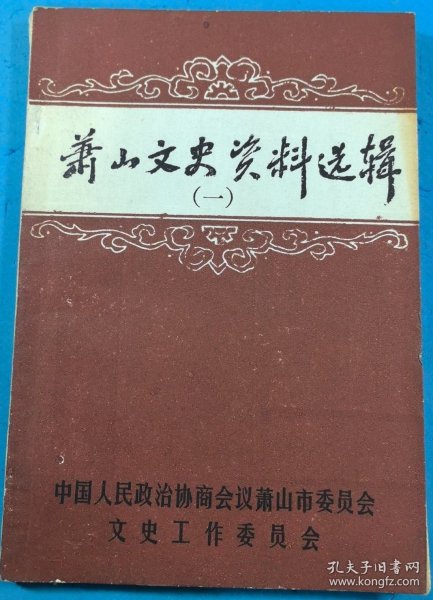 萧山文史资料选辑
(一)
中国人民政治协商会议萧山市委员会
文史工作委员会
孔夫子旧书网
www.kongfz.com